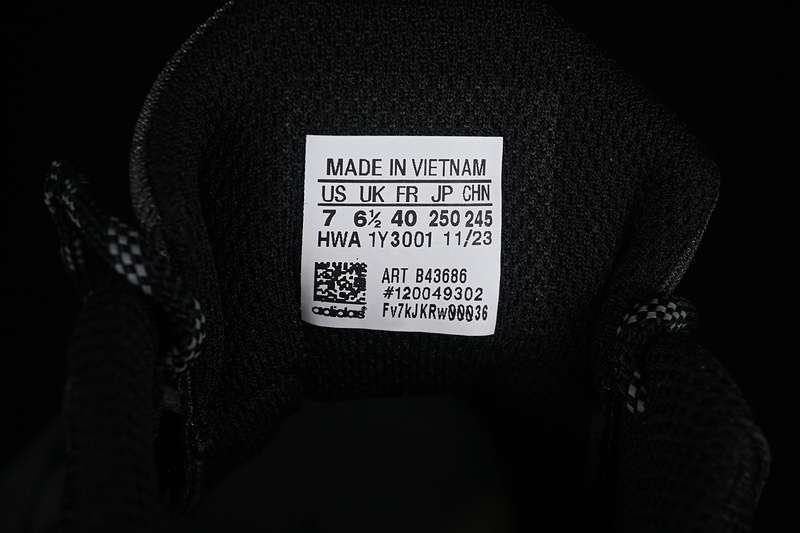 MADE IN VIETNAM
US UK FR JP CHN
7 6½ 40 250 245
HWA 1Y3001 11/23
ART B43686
#120049302
Fv7kJKRw00036
adidas